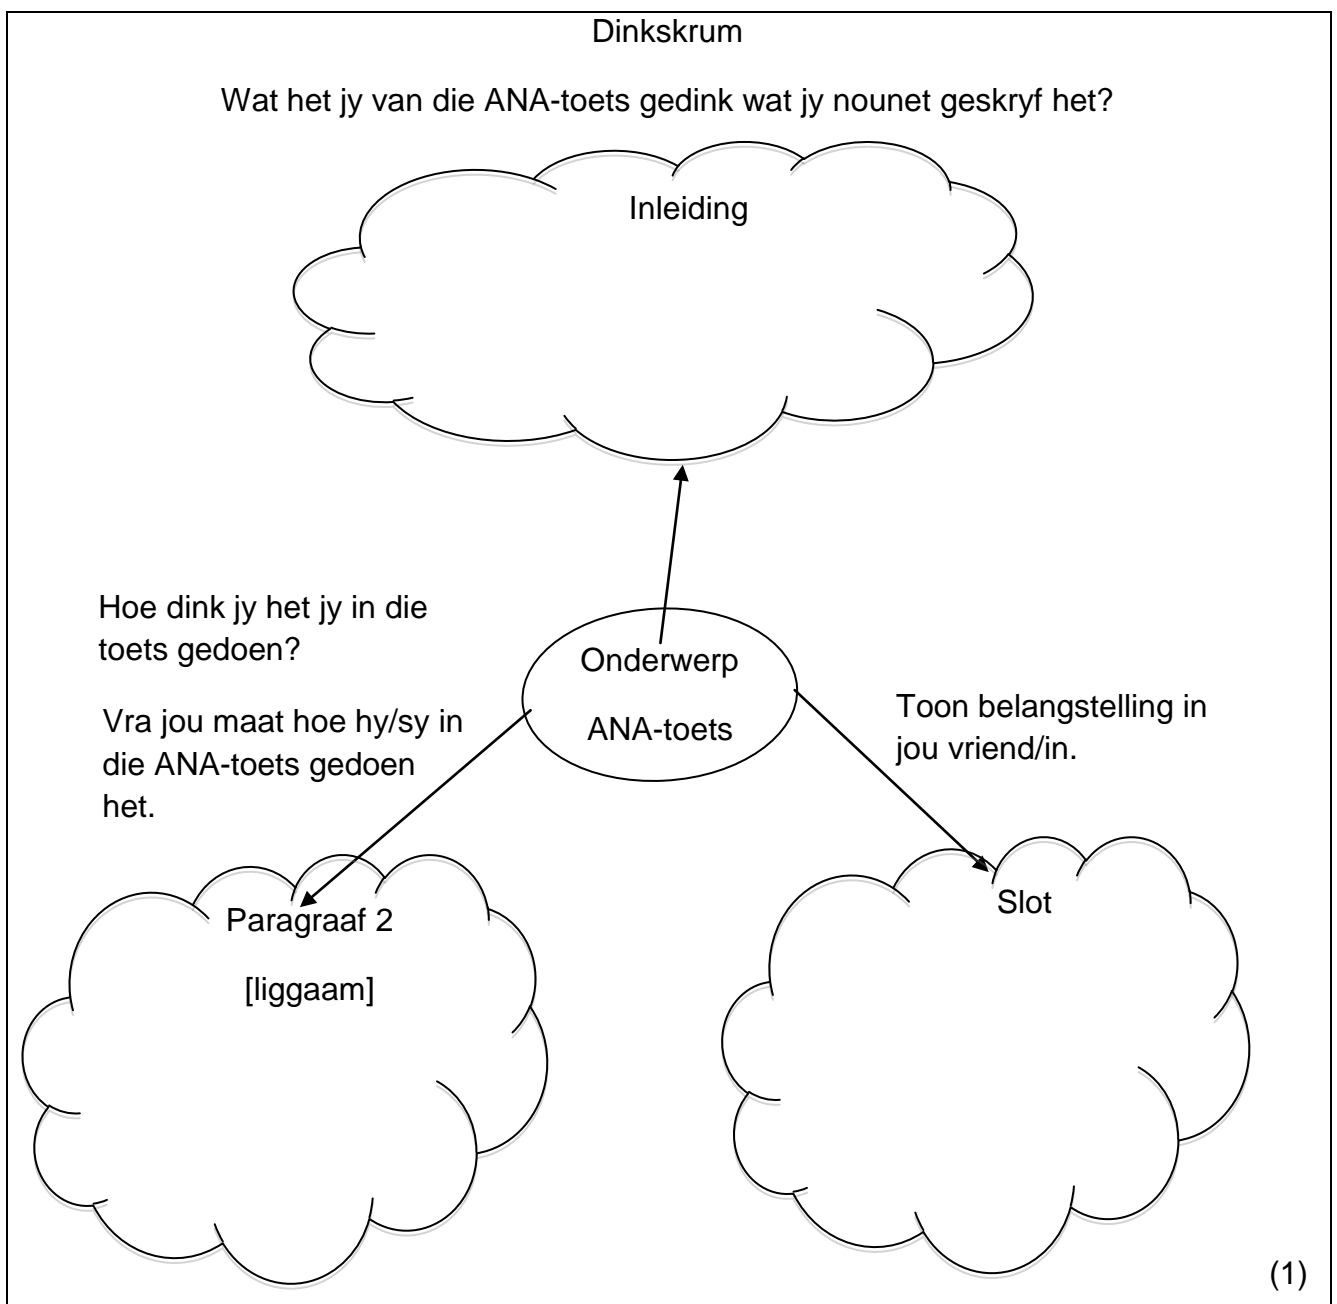 Dinkskrum
Wat het jy van die ANA-toets gedink wat jy nounet geskryf het?
Inleiding
Hoe dink jy het jy in die
toets gedoen?
Vra jou maat hoe hy/sy in
die ANA-toets gedoen
het.
Onderwerp
ANA-toets
Toon belangstelling in
jou vriend/in.
Paragraaf 2
[liggaam]
Slot
(1)